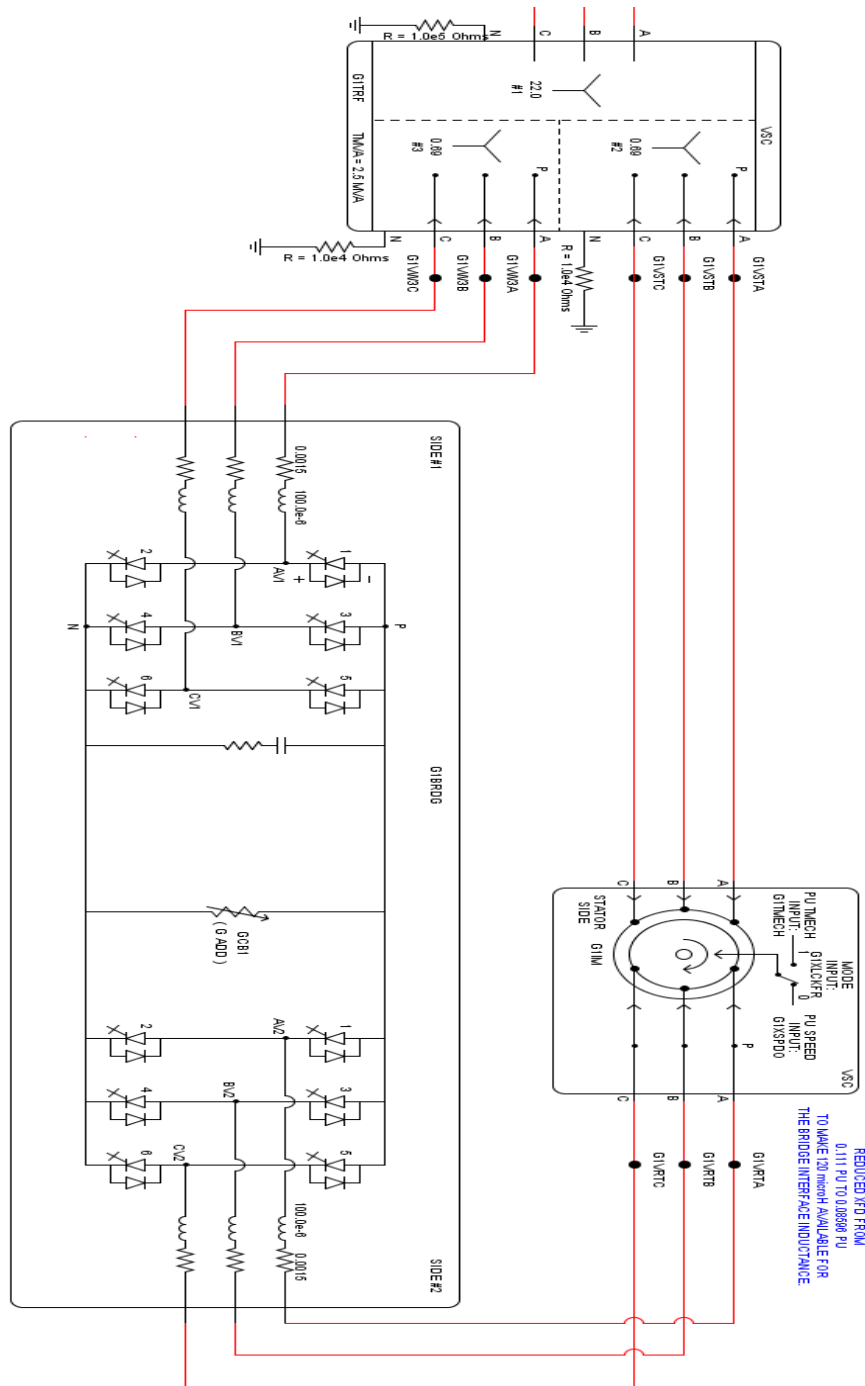 R = 1.0e5 Ohms
N
C
B
A
G1TRF
TMVA = 2.5 MVA
22.0
#1
VSC
0.69
#3
0.69
#2
P
P
N
C
B
A
N
C
B
A
R = 1.0e4 Ohms
R = 1.0e4 Ohms
G1VW3C
G1VW3B
G1VW3A
G1VSTC
G1VSTB
G1VSTA
SIDE#1
0.0015
100.0e-6
2
1
AV1
+
-
4
3
BV1
N
P
6
5
CV1
G1BRDG
GCB1
( G ADD )
2
1
AV2
4
3
BV2
6
5
CV2
100.0e-6
0.0015
SIDE#2
C
B
A
STATOR
SIDE
G1IM
PU TMECH
INPUT:
G1TMECH
MODE
INPUT:
G1XLCKFR
1
0
PU SPEED
INPUT:
G1XSPD0
P
VSC
C
B
A
G1VRTC
G1VRTB
G1VRTA
REDUCED XFD FROM
0.111 PU TO 0.08596 PU
TO MAKE 120 microH AVAILABLE FOR
THE BRIDGE INTERFACE INDUCTANCE.